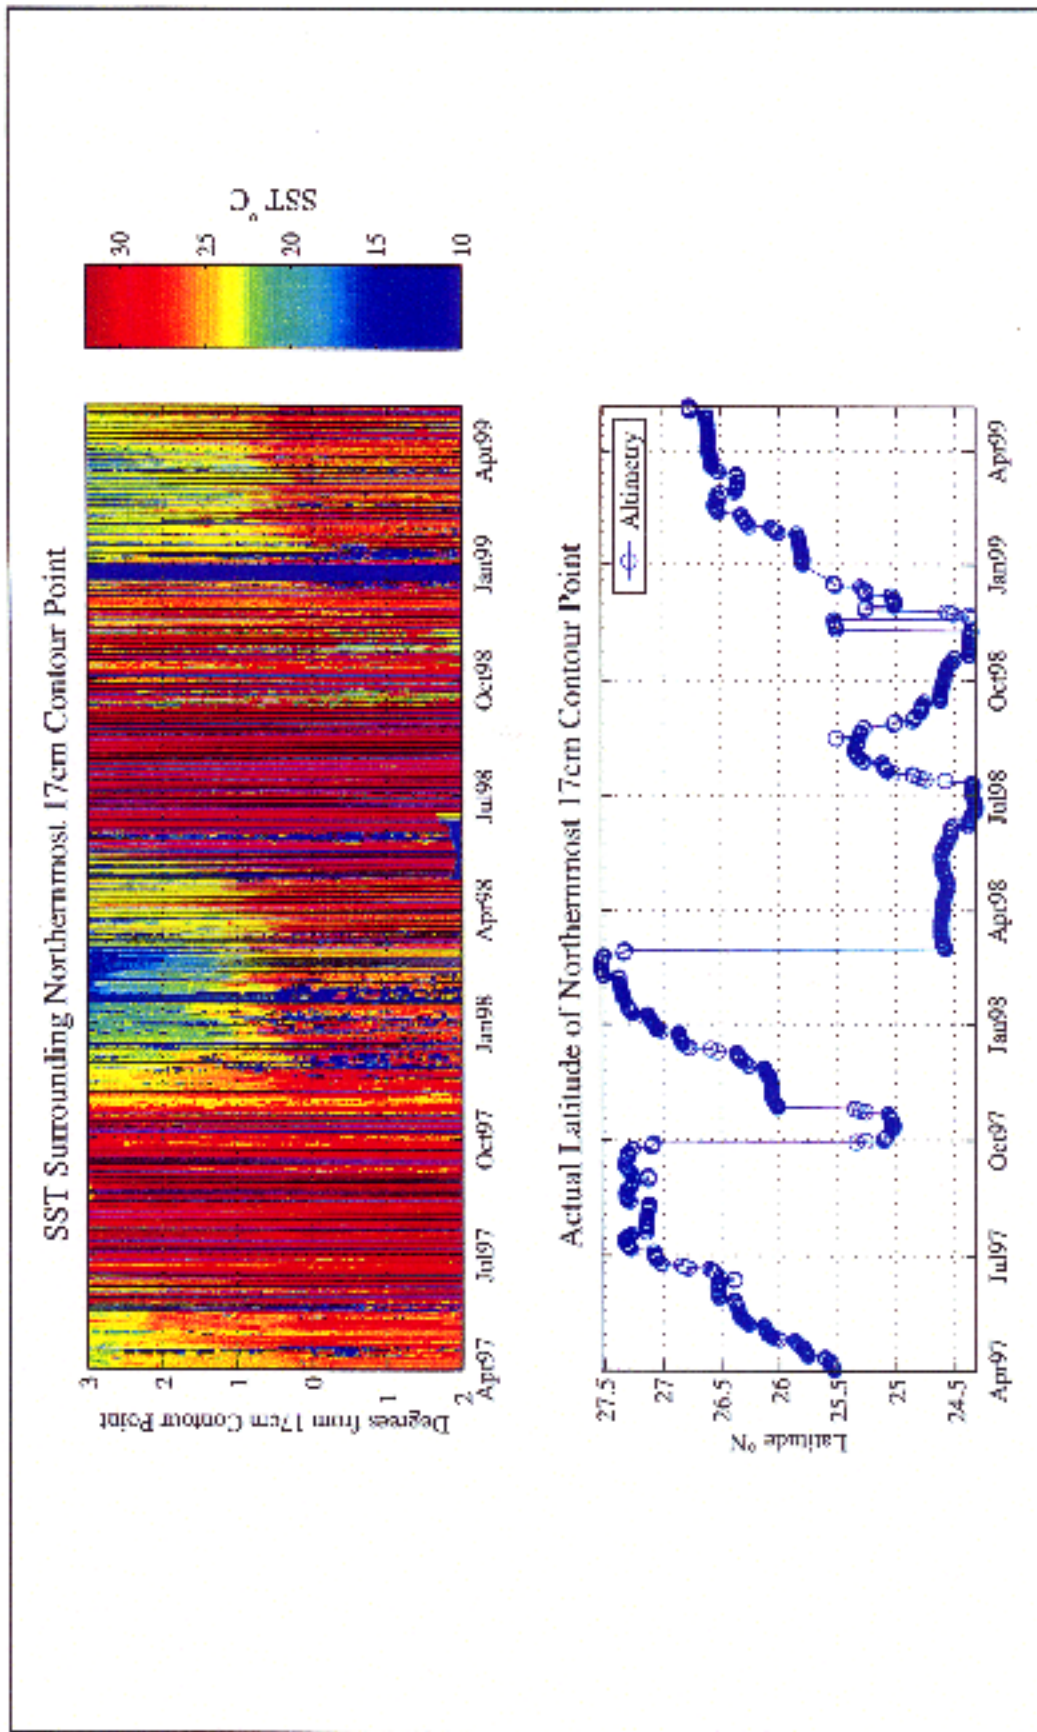 SST Surrounding Northernmost 17cm Contour Point
Degrees from 17cm Contour Point
3
2
1
0
1
2
Apr97
Jul97
Oct97
Jan98
Apr98
Jul98
Oct98
Jan99
Apr99
30
25
20
15
10
SST °C
Actual Latitude of Northernmost 17cm Contour Point
Latitude °N
27.5
27
26.5
26
25.5
25
24.5
Apr97
Jul97
Oct97
Jan98
Apr98
Jul98
Oct98
Jan99
Apr99
Altimetry